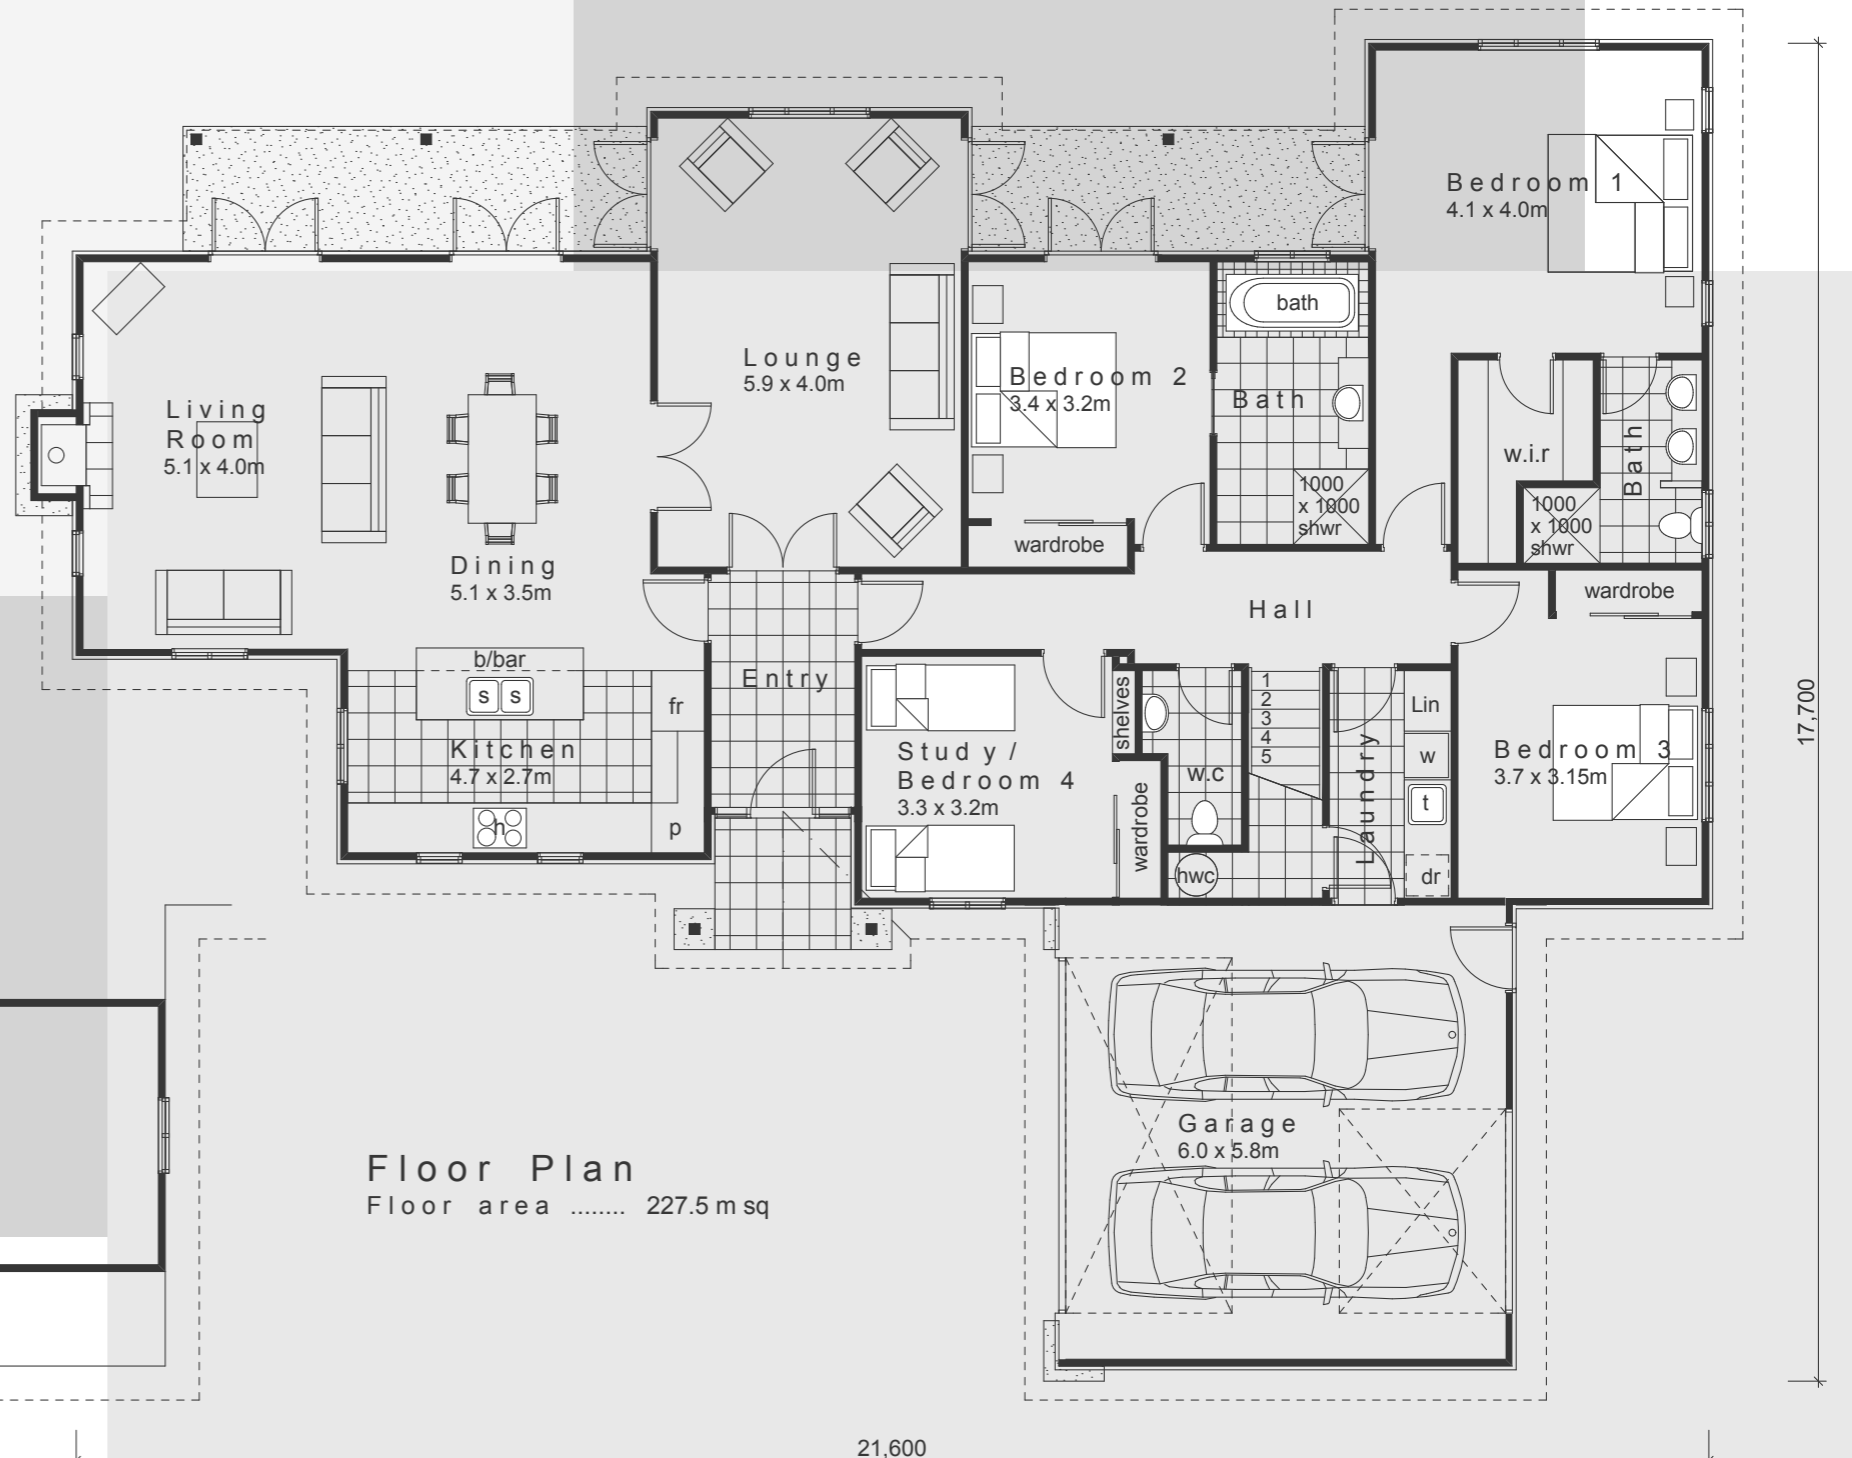 Bedroom 1
4.1 x 4.0m
bath
Lounge
5.9 x 4.0m
Bedroom 2
3.4 x 3.2m
Bath
Living
Room
5.1 x 4.0m
w.i.r
Bath
1000
x 1000
shwr
1000
x 1000
shwr
wardrobe
Dining
5.1 x 3.5m
wardrobe
Hall
b/bar
s
s
fr
Entry
shelves
1
2
3
4
5
Lin
w
t
dr
Laundry
Kitchen
4.7 x 2.7m
h
p
Study /
Bedroom 4
3.3 x 3.2m
w.c
wardrobe
hwc
Bedroom 3
3.7 x 3.15m
17,700
Garage
6.0 x 5.8m
Floor Plan
Floor area ........ 227.5 m sq
21,600